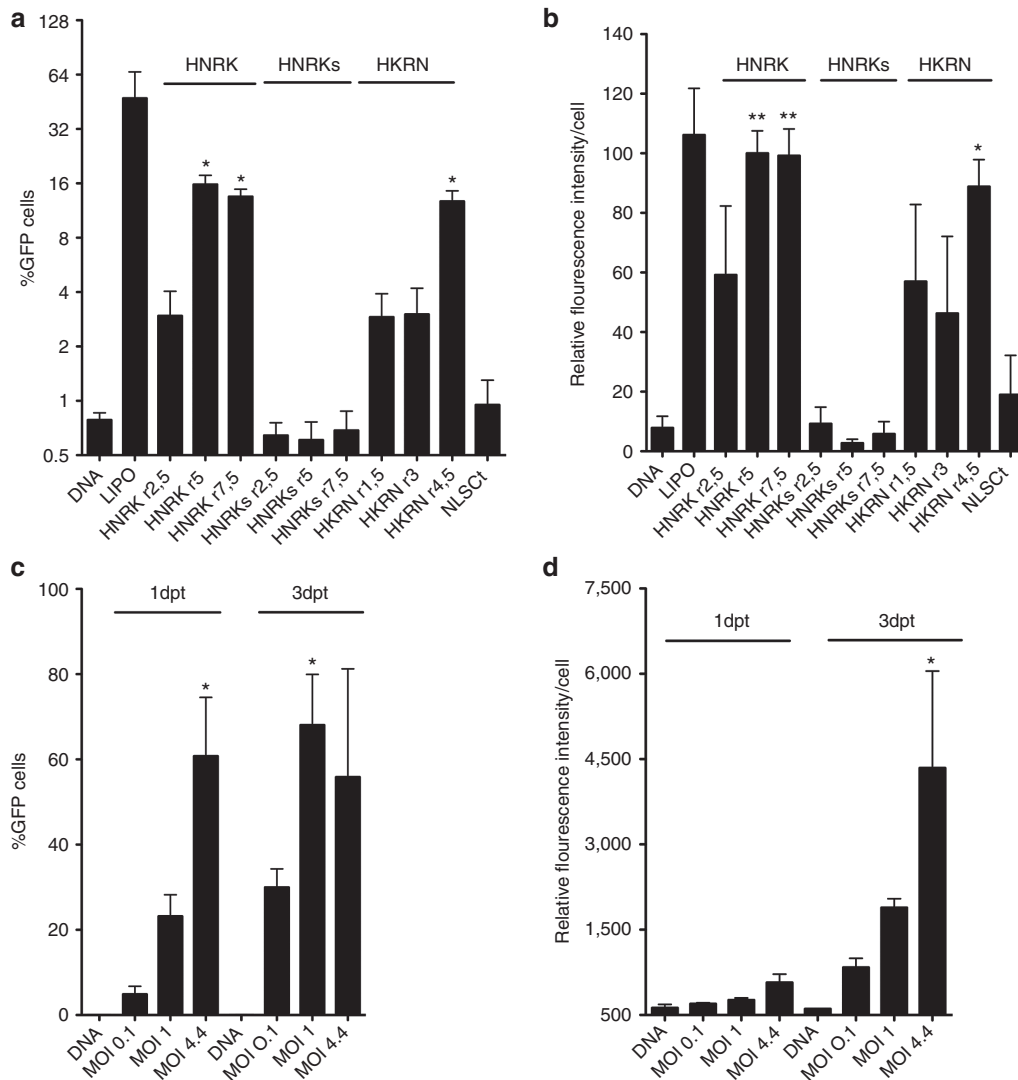 a
128
64
32
16
8
4
2
1
0.5
%GFP cells
HNRK
HNRKs
HKRN
*
*
*
DNA
LIPO
HNRK r2,5
HNRK r5
HNRK r7,5
HNRKs r2,5
HNRKs r5
HNRKs r7,5
HKRN r1,5
HKRN r3
HKRN r4,5
NLSCt
b
140
120
100
80
60
40
20
0
Relative flourescence intensity/cell
HNRK
HNRKs
HKRN
**
**
*
DNA
LIPO
HNRK r2,5
HNRK r5
HNRK r7,5
HNRKs r2,5
HNRKs r5
HNRKs r7,5
HKRN r1,5
HKRN r3
HKRN r4,5
NLSCt
c
100
80
60
40
20
0
%GFP cells
1dpt
3dpt
*
*
DNA
MOI 0.1
MOI 1
MOI 4.4
DNA
MOI O.1
MOI 1
MOI 4.4
d
7,500
6,000
4,500
3,000
1,500
500
Relative flourescence intensity/cell
1dpt
3dpt
*
DNA
MOI 0.1
MOI 1
MOI 4.4
DNA
MOI O.1
MOI 1
MOI 4.4